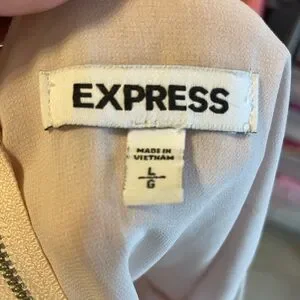 EXPRESS
MADE IN
VIETNAM
L
G